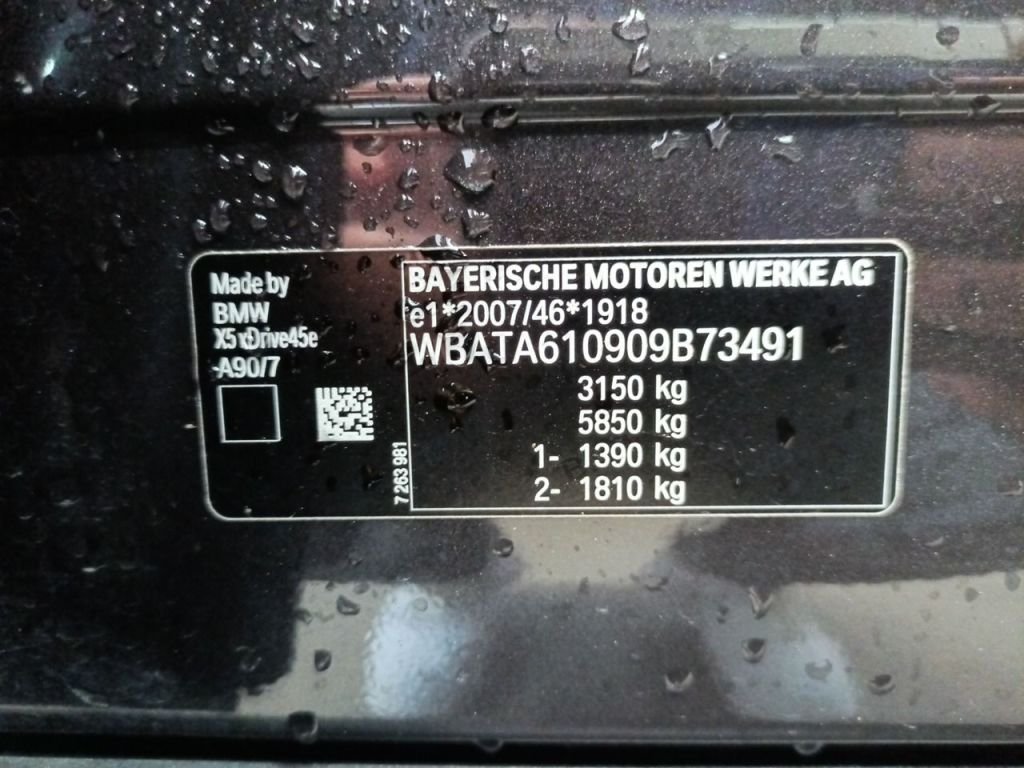 Made by
BMW
X5 xDrive45e
-A90/7
7 263 981
BAYERISCHE MOTOREN WERKE AG
e1*2007/46*1918
WBATA610909B73491
3150 kg
5850 kg
1- 1390 kg
2- 1810 kg